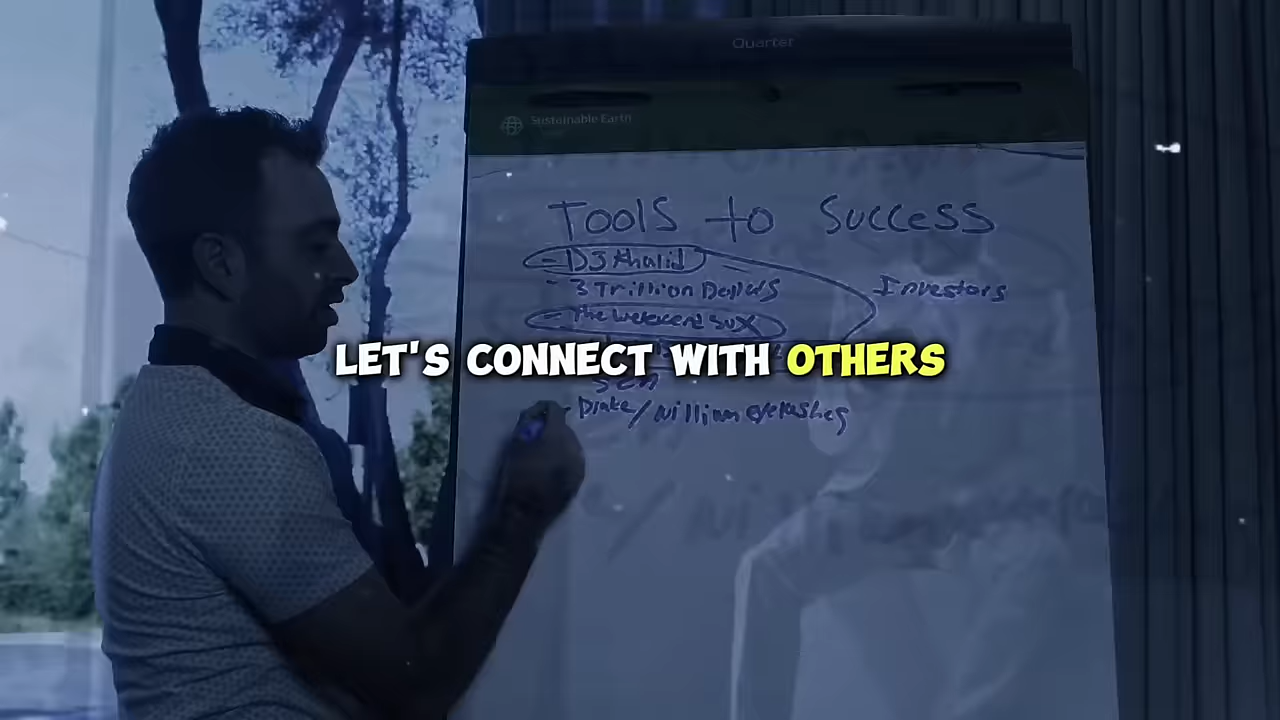 Quarter
Sustainable Earth
Tools to Success
- DJ Khalid
- 3 Trillion Dollars
Investors
- The Weekend SUX
LET'S CONNECT WITH OTHERS
- Drake/Willium eyelashes